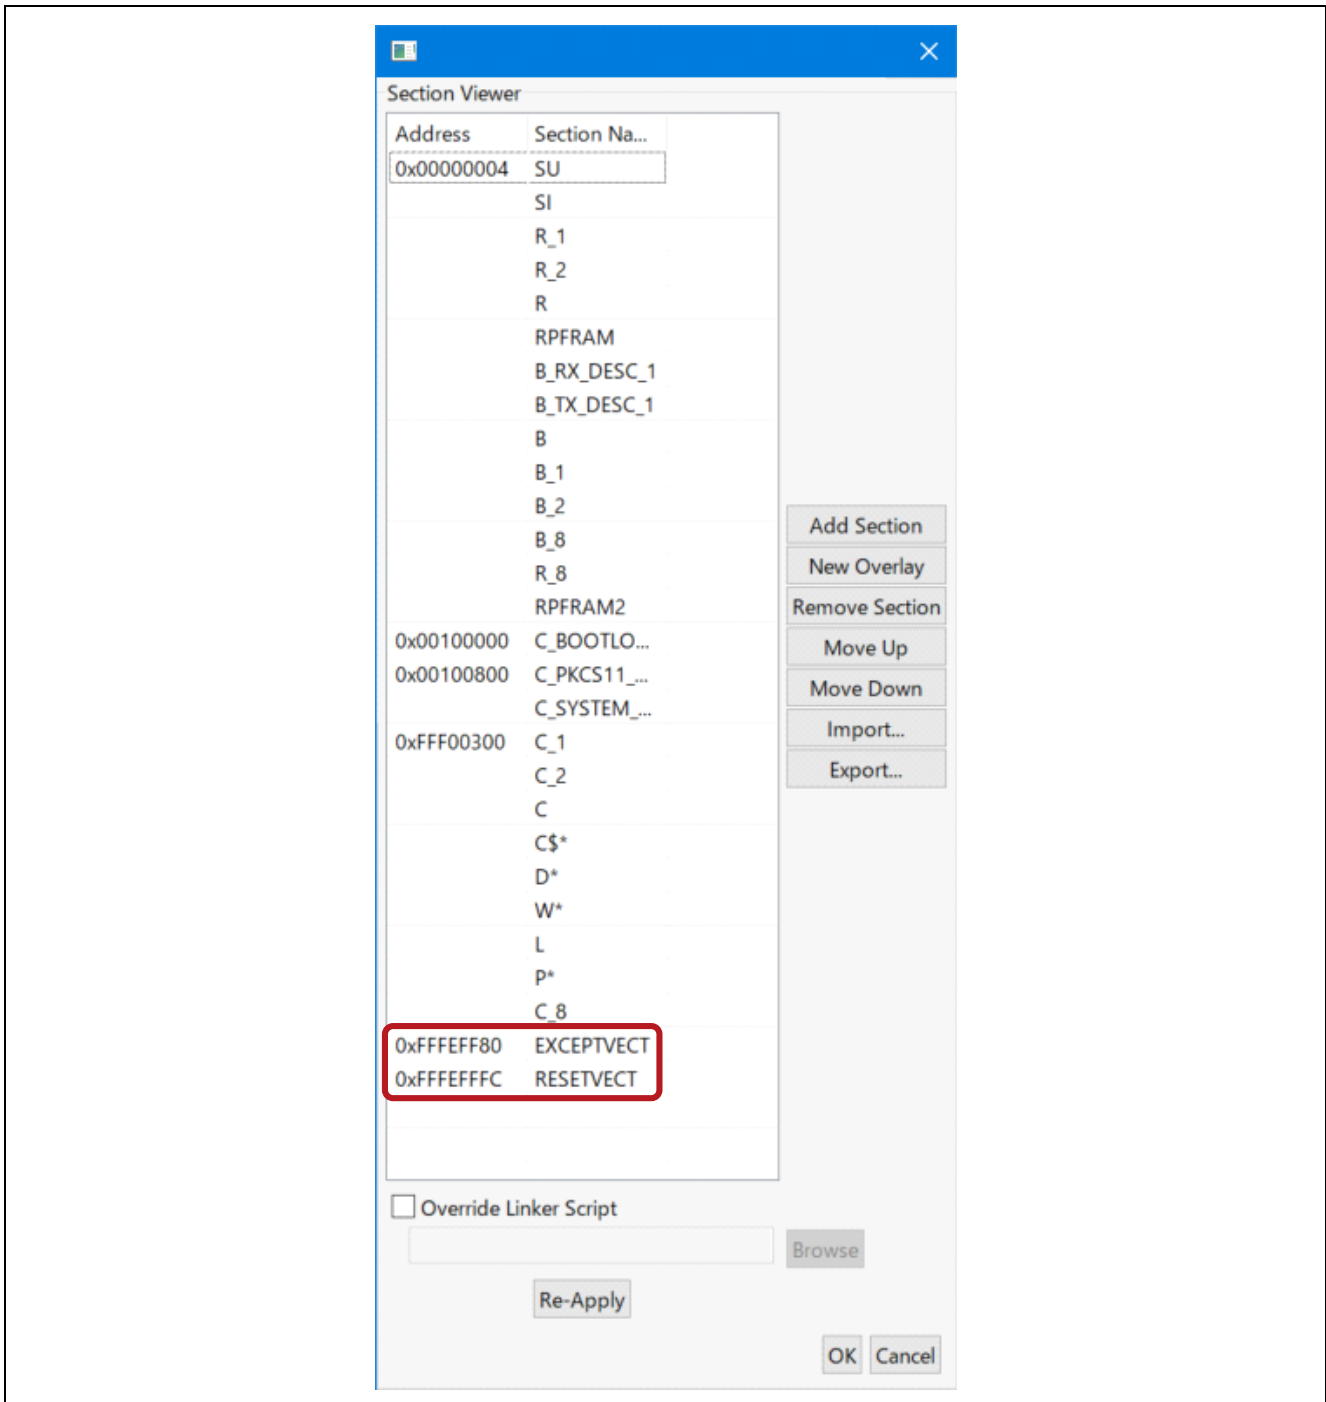 Section Viewer
Address Section Na...
0x00000004 SU
SI
R_1
R_2
R
RPFRAM
B_RX_DESC_1
B_TX_DESC_1
B
B_1
B_2
B_8
R_8
RPFRAM2
0x00100000 C_BOOTLO...
0x00100800 C_PKCS11_...
C_SYSTEM_...
0xFFF00300 C_1
C_2
C
C$*
D*
W*
L
P*
C_8
0xFFFEFF80 EXCEPTVECT
0xFFFEFFFC RESETVECT
Add Section
New Overlay
Remove Section
Move Up
Move Down
Import...
Export...
Override Linker Script
Browse
Re-Apply
OK Cancel